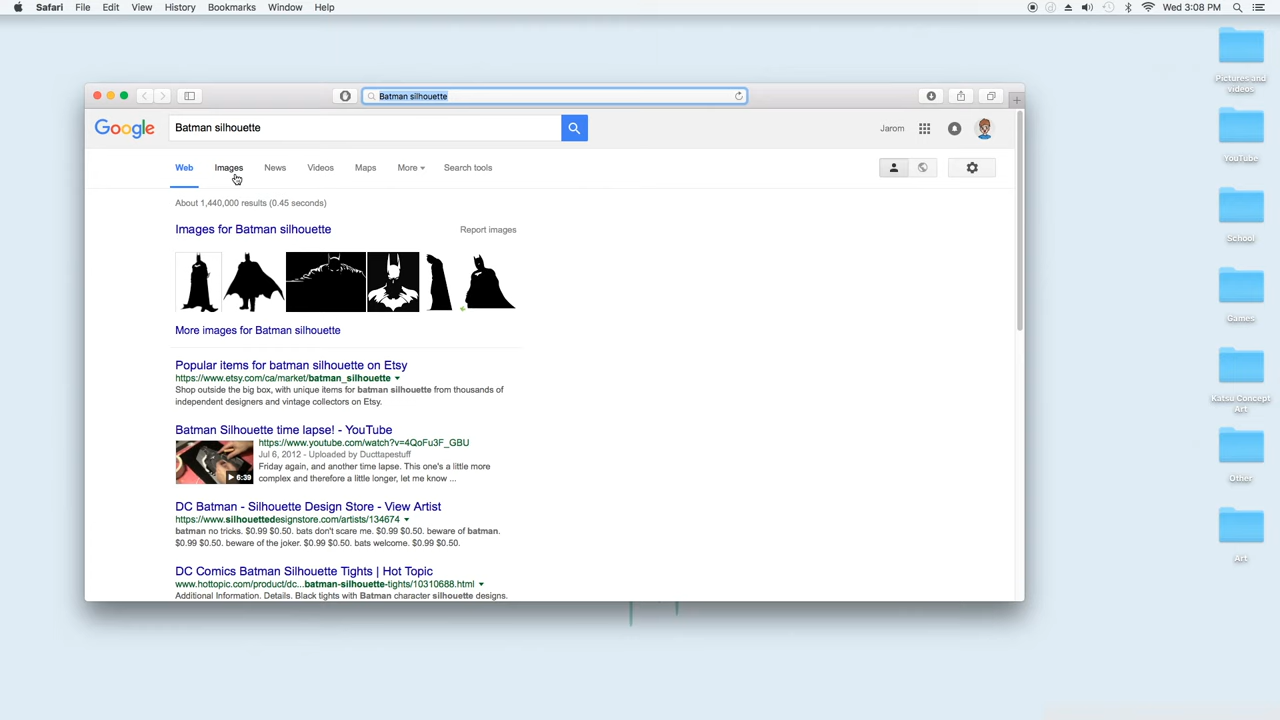 Safari File Edit View History Bookmarks Window Help
Wed 3:08 PM
Batman silhouette
Google
Batman silhouette
Jarom
Web Images News Videos Maps More Search tools
About 1,440,000 results (0.45 seconds)
Images for Batman silhouette
Report images
More images for Batman silhouette
Popular items for batman silhouette on Etsy
https://www.etsy.com/ca/market/batman_silhouette
Shop outside the big box, with unique items for batman silhouette from thousands of
independent designers and vintage collectors on Etsy.
Batman Silhouette time lapse! - YouTube
https://www.youtube.com/watch?v=4QoFu3F_GBU
Jul 6, 2012 - Uploaded by Ducttapestuff
Friday again, and another time lapse. This one's a little more
complex and therefore a little longer, let me know ...
6:39
DC Batman - Silhouette Design Store - View Artist
https://www.silhouettedesignstore.com/artists/134674
batman no tricks. $0.99 $0.50. bats don't scare me. $0.99 $0.50. beware of batman.
$0.99 $0.50. beware of the joker. $0.99 $0.50. bats welcome. $0.99 $0.50.
DC Comics Batman Silhouette Tights | Hot Topic
www.hottopic.com/product/dc...batman-silhouette-tights/10310688.html
Additional Information. Details. Black tights with Batman character silhouette designs.
Pictures and
videos
YouTube
School
Games
Katsu Concept
Art
Other
Art